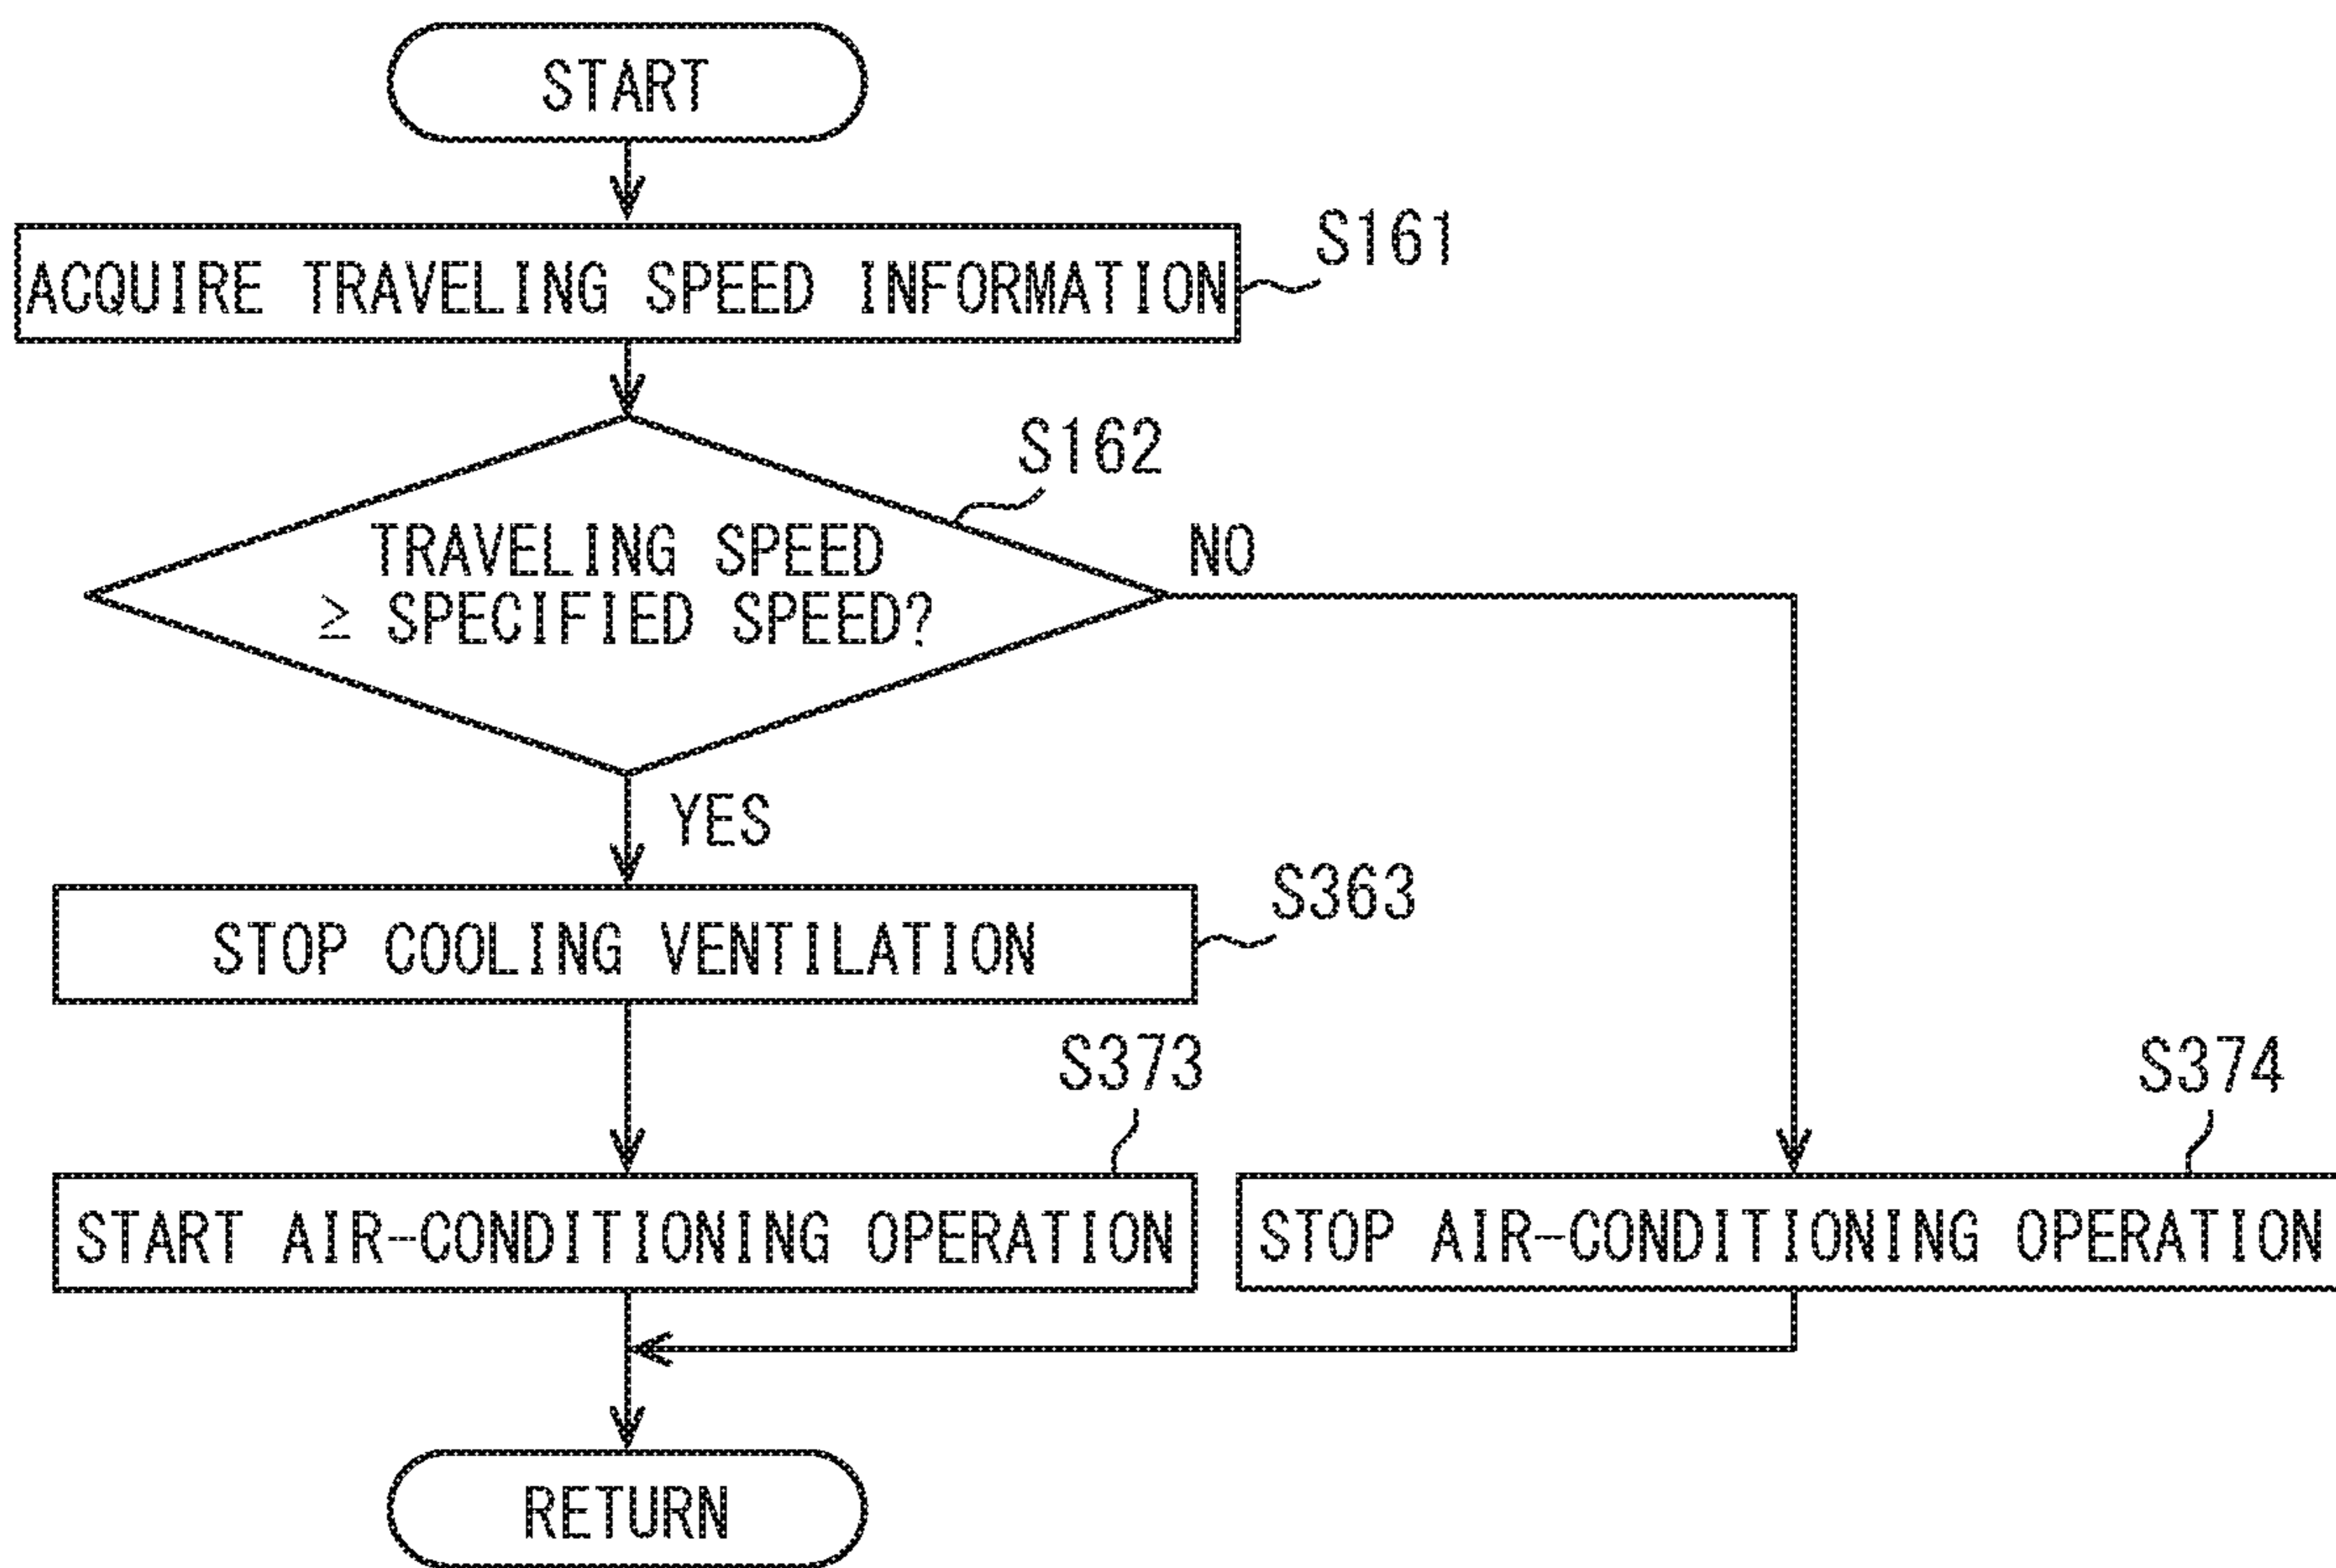 START
ACQUIRE TRAVELING SPEED INFORMATION
S161
S162
TRAVELING SPEED
≥ SPECIFIED SPEED?
NO
YES
STOP COOLING VENTILATION
S363
S373
S374
START AIR-CONDITIONING OPERATION
STOP AIR-CONDITIONING OPERATION
RETURN